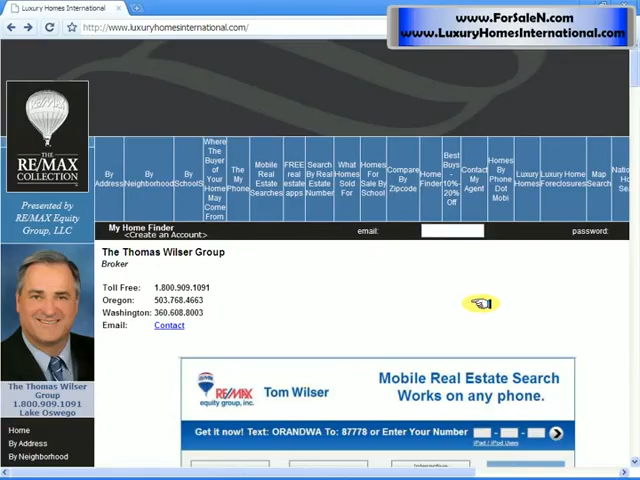 Luxury Homes International
http://www.luxuryhomesinternational.com/
www.ForSaleN.com
www.LuxuryHomesInternational.com
RE/MAX
THE
RE/MAX
COLLECTION
Presented by
RE/MAX Equity
Group, LLC
By Address
By Neighborhood
By Schools
Where The Buyer of Your Home May Come From
The My Phone
Mobile Real Estate Searches
FREE real estate apps
Search By Real Estate Number
What Homes Sold For
Homes For Sale By School
Compare By Zipcode
Home Finder
Best Buys - 10%- 20% Off
Contact My Agent
Homes By Phone Dot Mobi
Luxury Homes
Luxury Home Foreclosures
Map Search
My Home Finder
<Create an Account>
email:
password:
The Thomas Wilser Group
Broker
Toll Free: 1.800.909.1091
Oregon: 503.768.4663
Washington: 360.608.8003
Email: Contact
The Thomas Wilser
Group
1.800.909.1091
Lake Oswego
Home
By Address
By Neighborhood
RE/MAX
equity group, inc.
Tom Wilser
Mobile Real Estate Search
Works on any phone.
Get it now! Text: ORANDWA To: 87778 or Enter Your Number
iPad / iPod Users